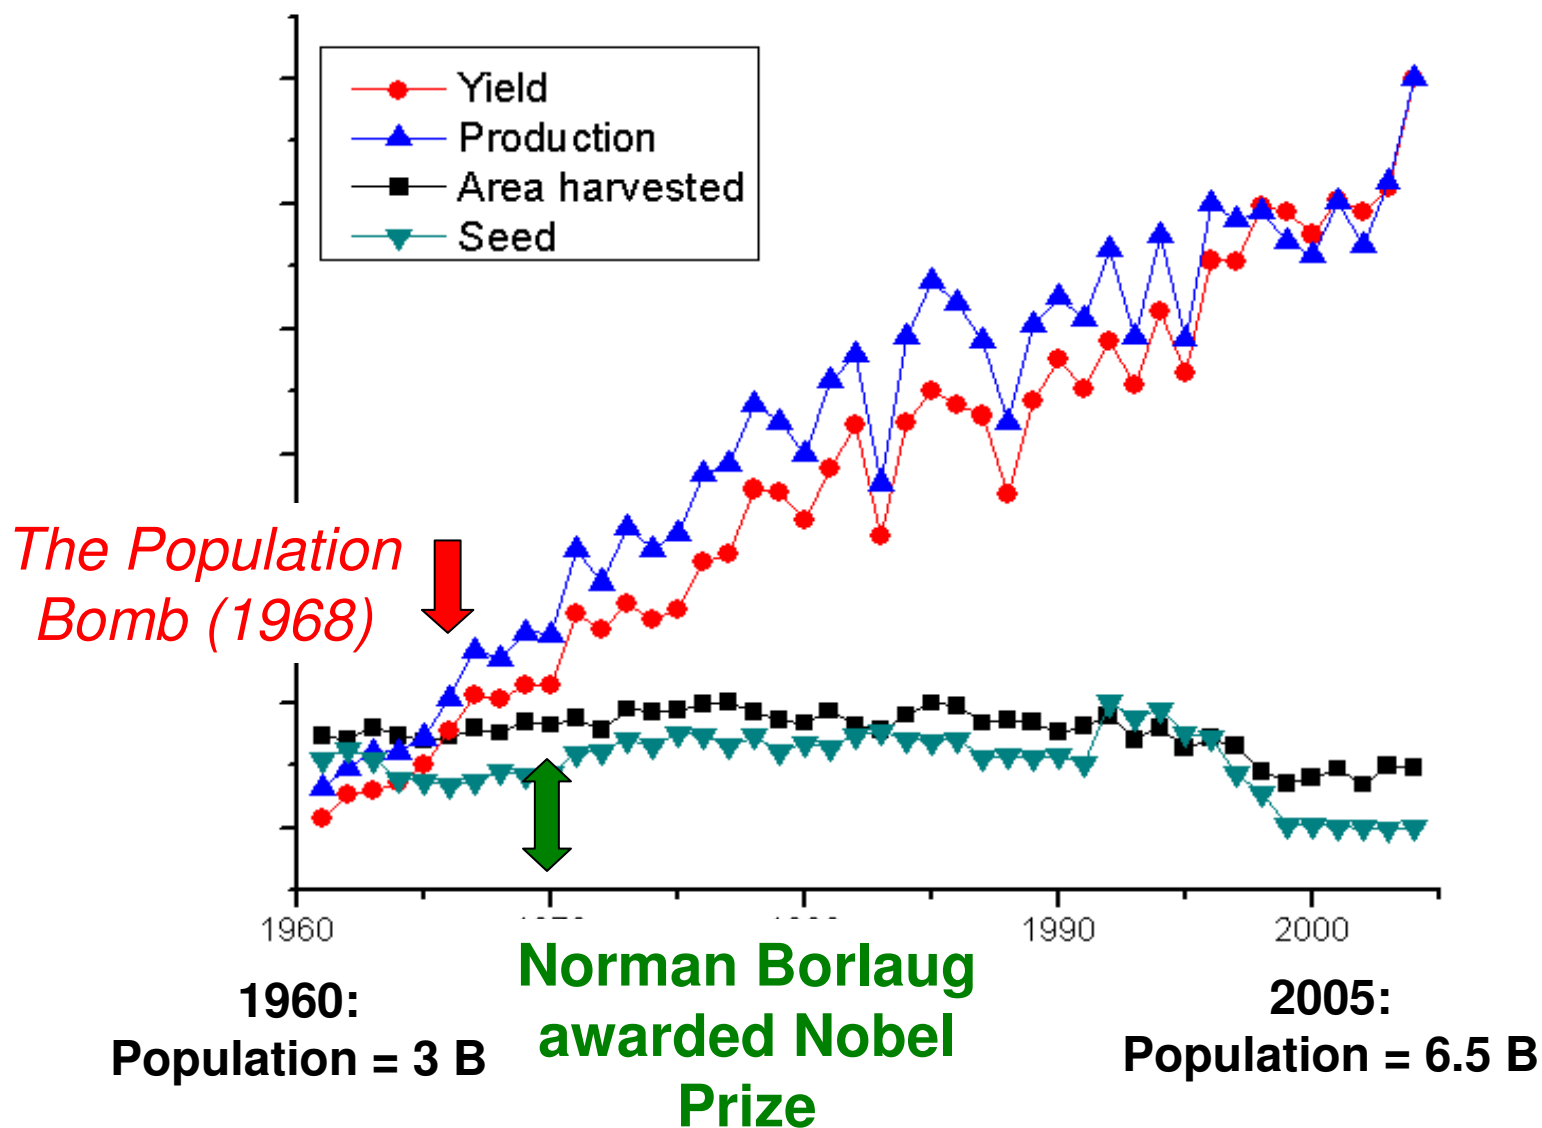 Yield
Production
Area harvested
Seed
The Population
Bomb (1968)
1960
1990
2000
Norman Borlaug
awarded Nobel
Prize
1960:
Population = 3 B
2005:
Population = 6.5 B